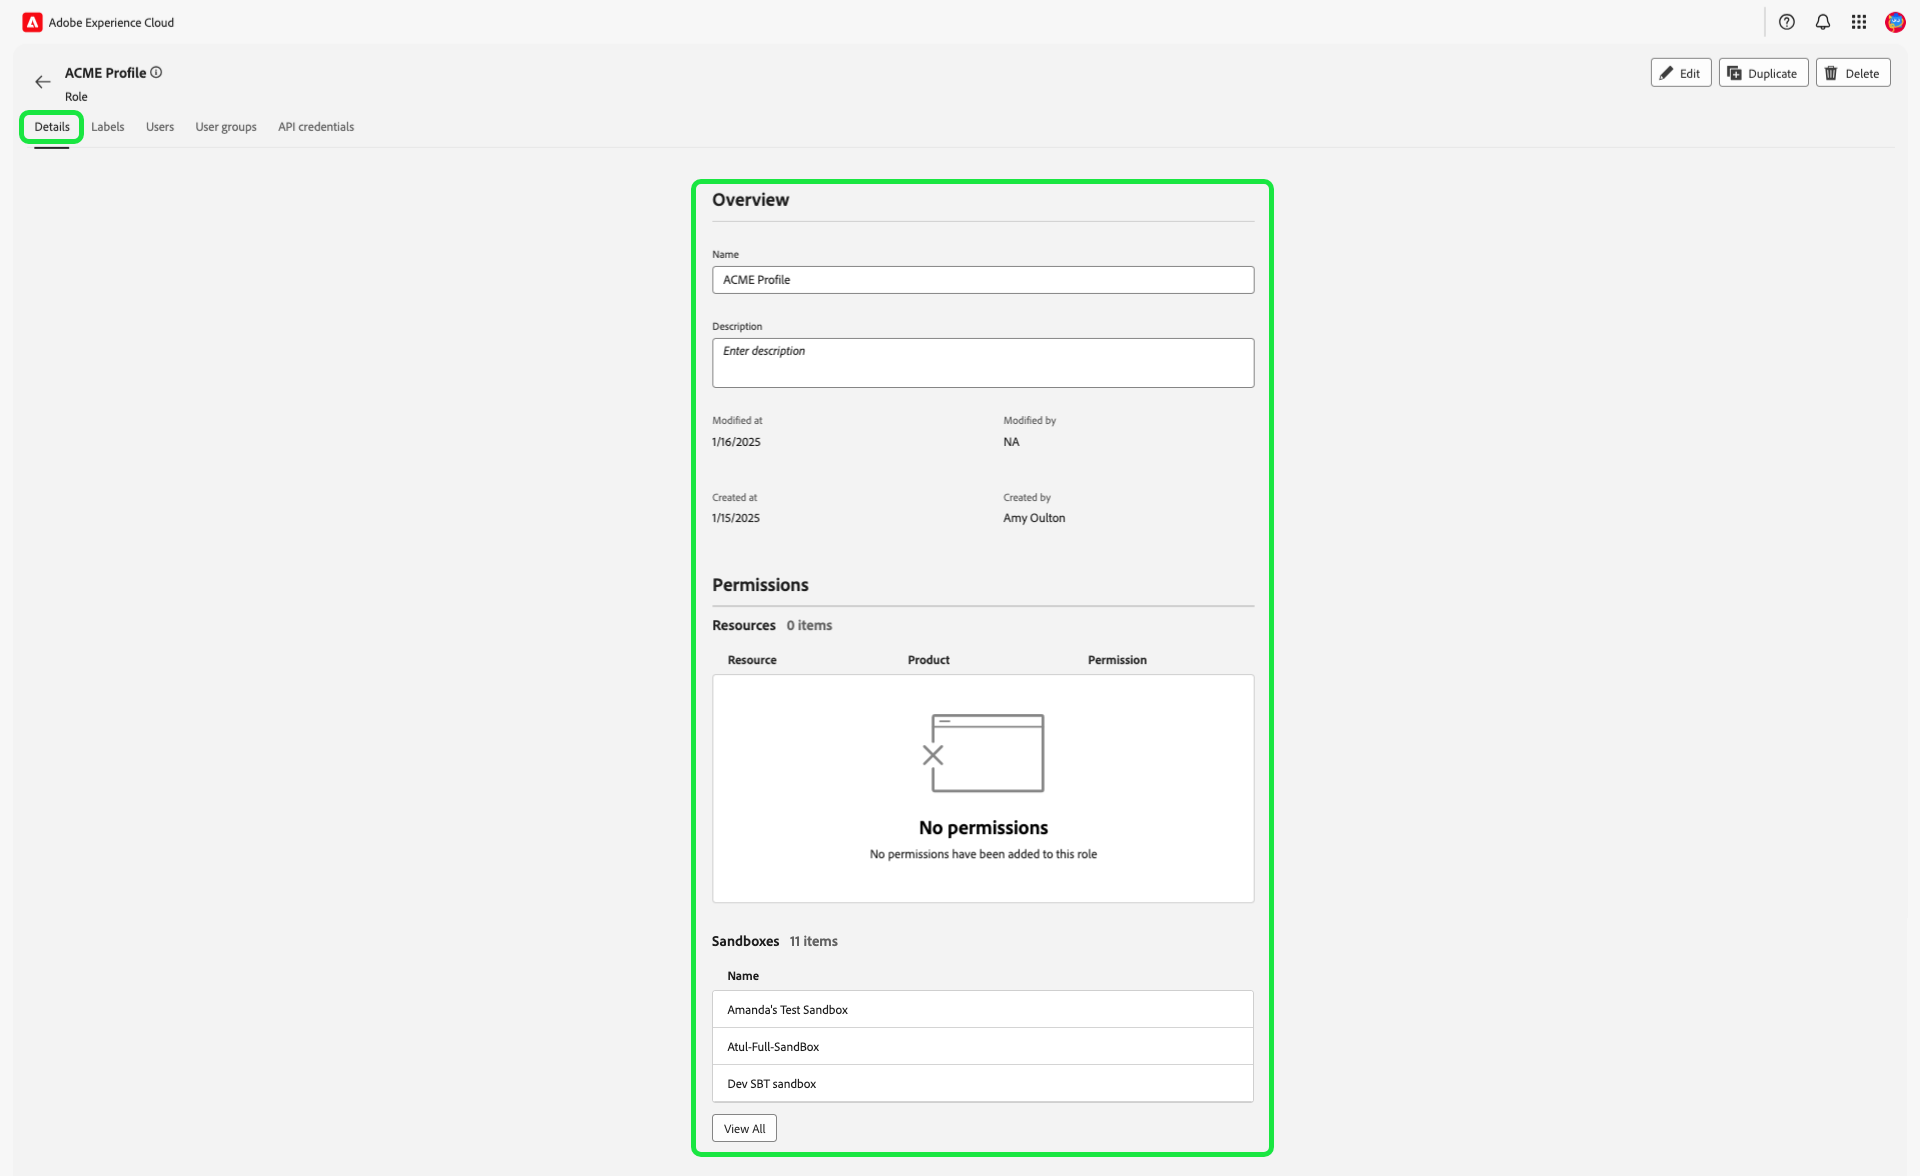 Adobe Experience Cloud
ACME Profile
Role
Edit
Duplicate
Delete
Details
Labels
Users
User groups
API credentials
Overview
Name
ACME Profile
Description
Enter description
Modified at
Modified by
1/16/2025
NA
Created at
Created by
1/15/2025
Amy Oulton
Permissions
Resources 0 items
Resource Product Permission
No permissions
No permissions have been added to this role
Sandboxes 11 items
Name
Amanda's Test Sandbox
Atul-Full-SandBox
Dev SBT sandbox
View All